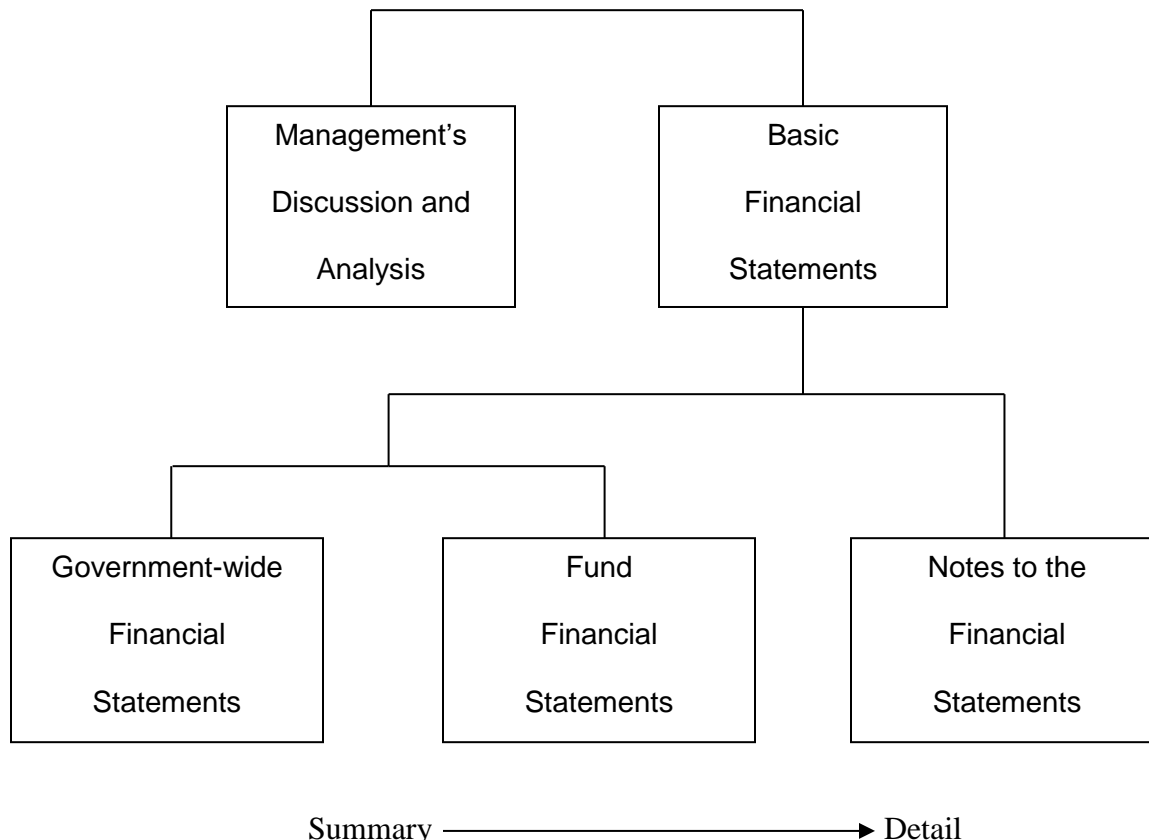 Management’s
Discussion and
Analysis
Basic
Financial
Statements
Government-wide
Financial
Statements
Fund
Financial
Statements
Notes to the
Financial
Statements
Summary Detail